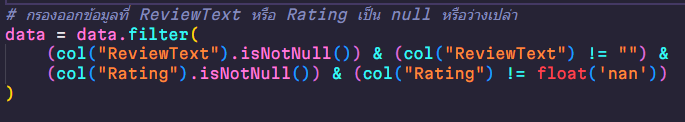 # กรองออกข้อมูลที่ ReviewText หรือ Rating เป็น null หรือว่างเปล่า
data = data.filter(
    (col("ReviewText").isNotNull()) & (col("ReviewText") != "") &
    (col("Rating").isNotNull()) & (col("Rating") != float('nan'))
)